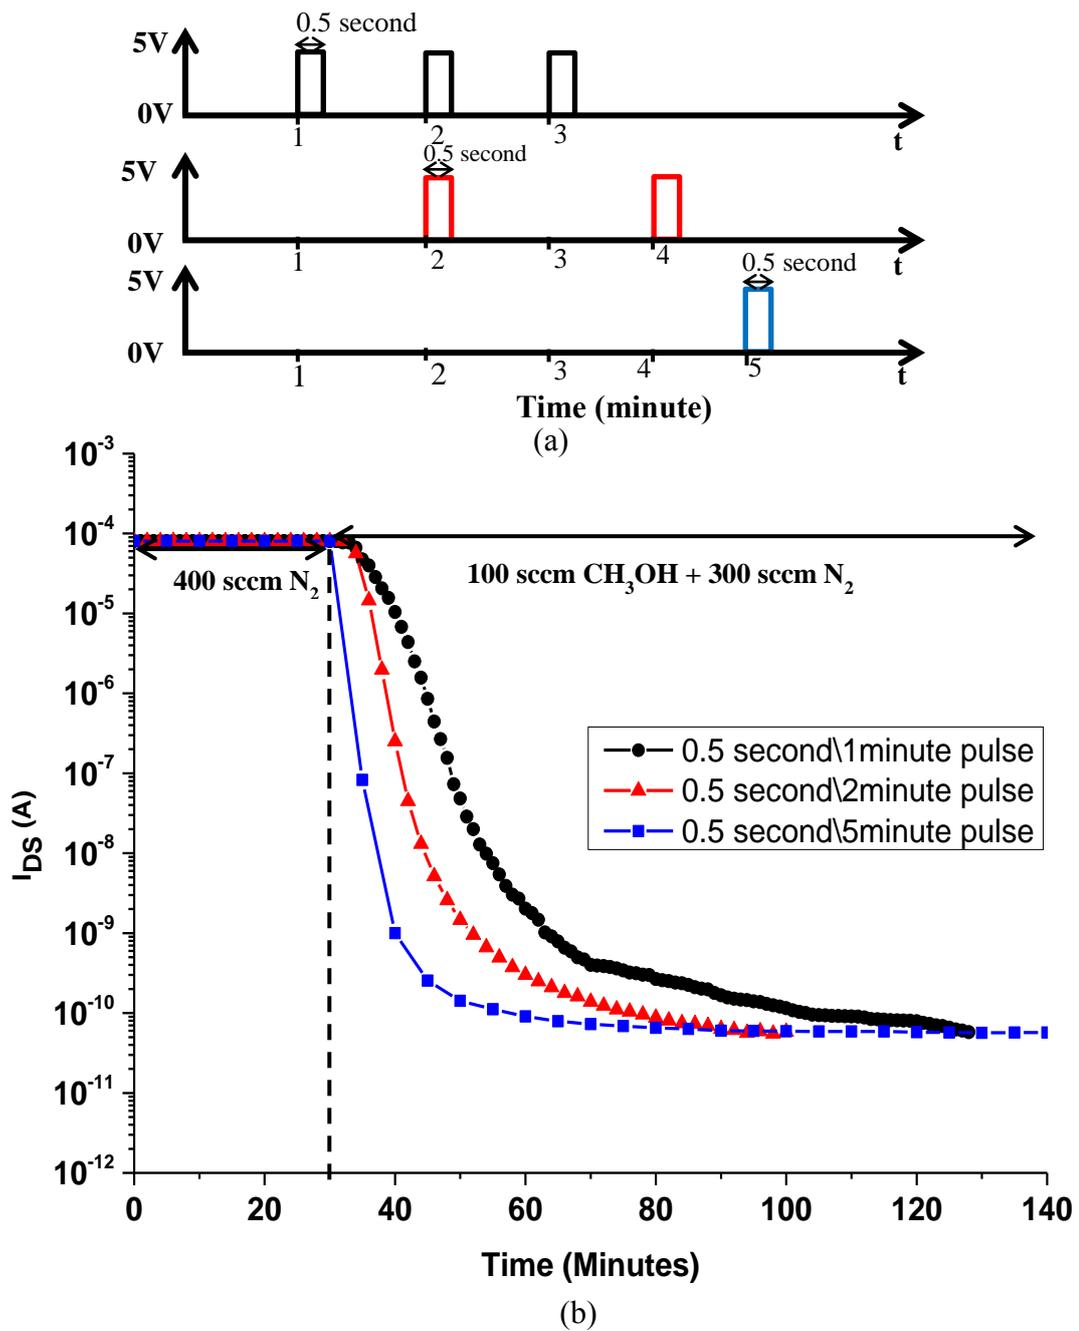 0.5 second
5V
0V
1 2 3
t
0.5 second
5V
0V
1 2 3 4
t
0.5 second
5V
0V
1 2 3 4 5
t
Time (minute)
(a)
10⁻³
10⁻⁴
400 sccm N₂
100 sccm CH₃OH + 300 sccm N₂
10⁻⁵
10⁻⁶
0.5 second\1minute pulse
10⁻⁷
0.5 second\2minute pulse
0.5 second\5minute pulse
10⁻⁸
I_DS (A)
10⁻⁹
10⁻¹⁰
10⁻¹¹
10⁻¹²
0 20 40 60 80 100 120 140
Time (Minutes)
(b)